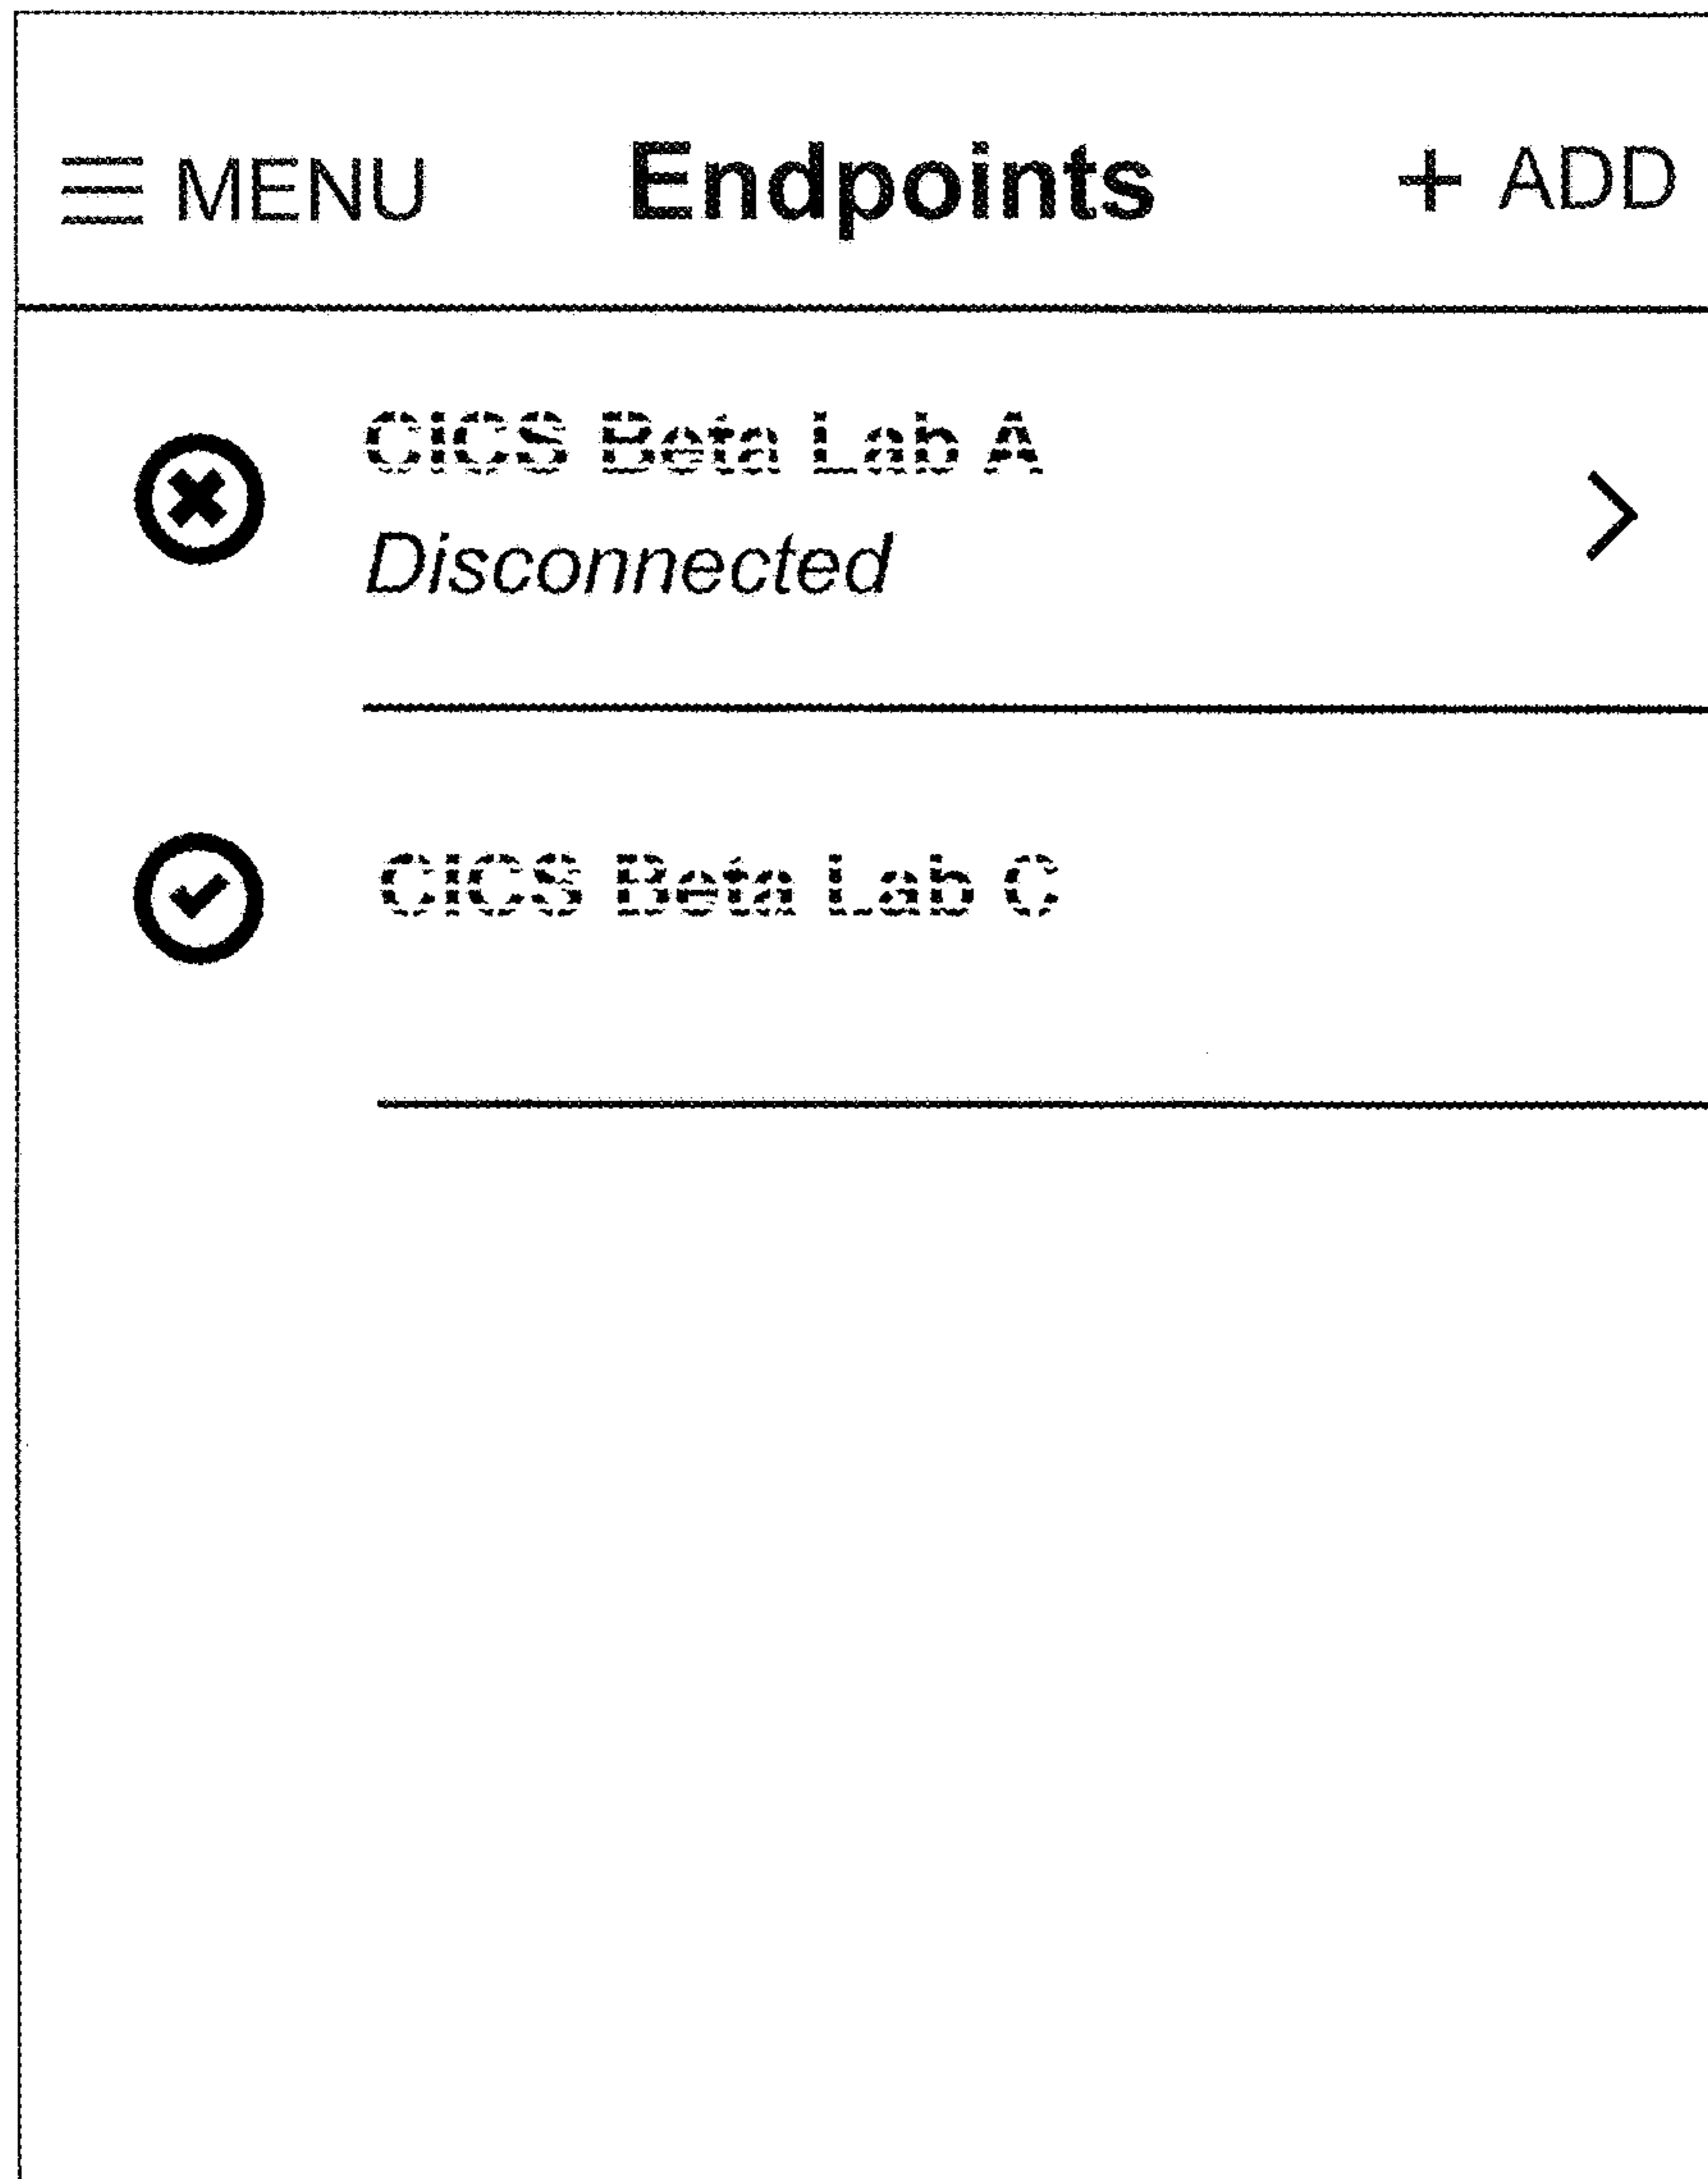 MENU Endpoints + ADD
CICS Beta Lab A
Disconnected
CICS Beta Lab C